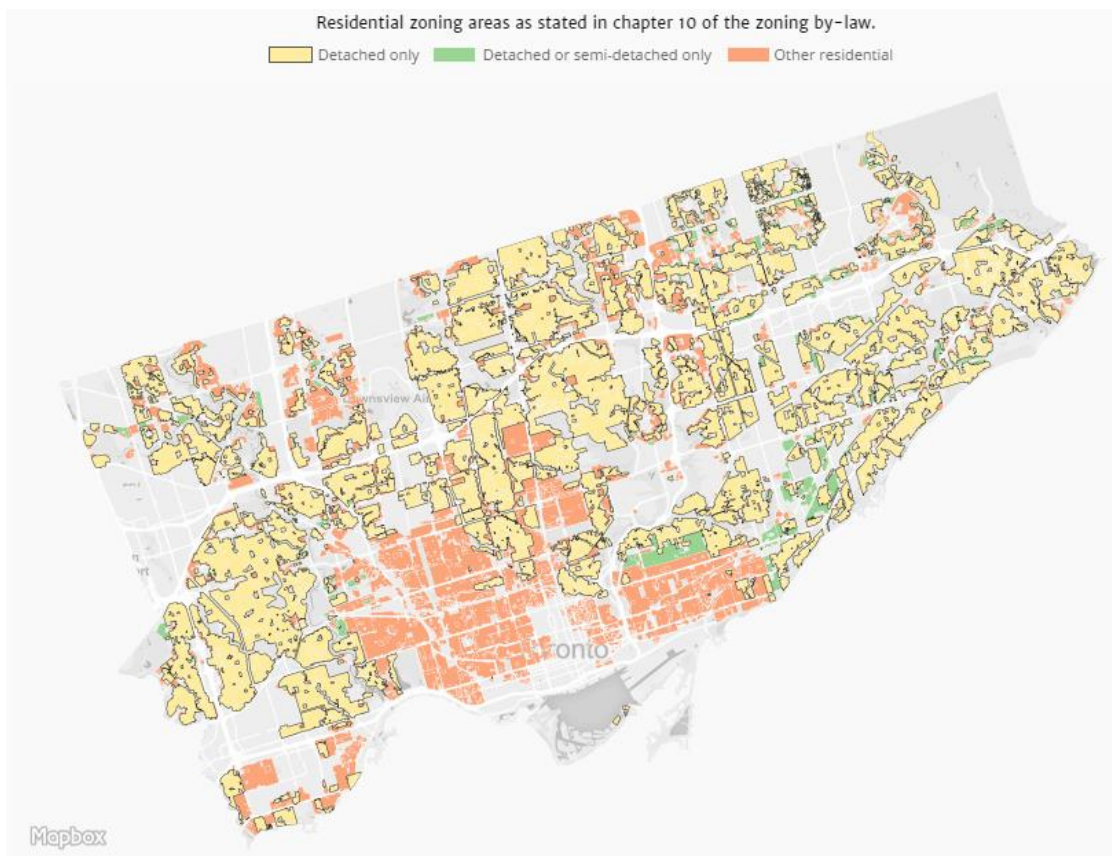 Residential zoning areas as stated in chapter 10 of the zoning by-law.
Detached only Detached or semi-detached only Other residential
ronto
Mapbox